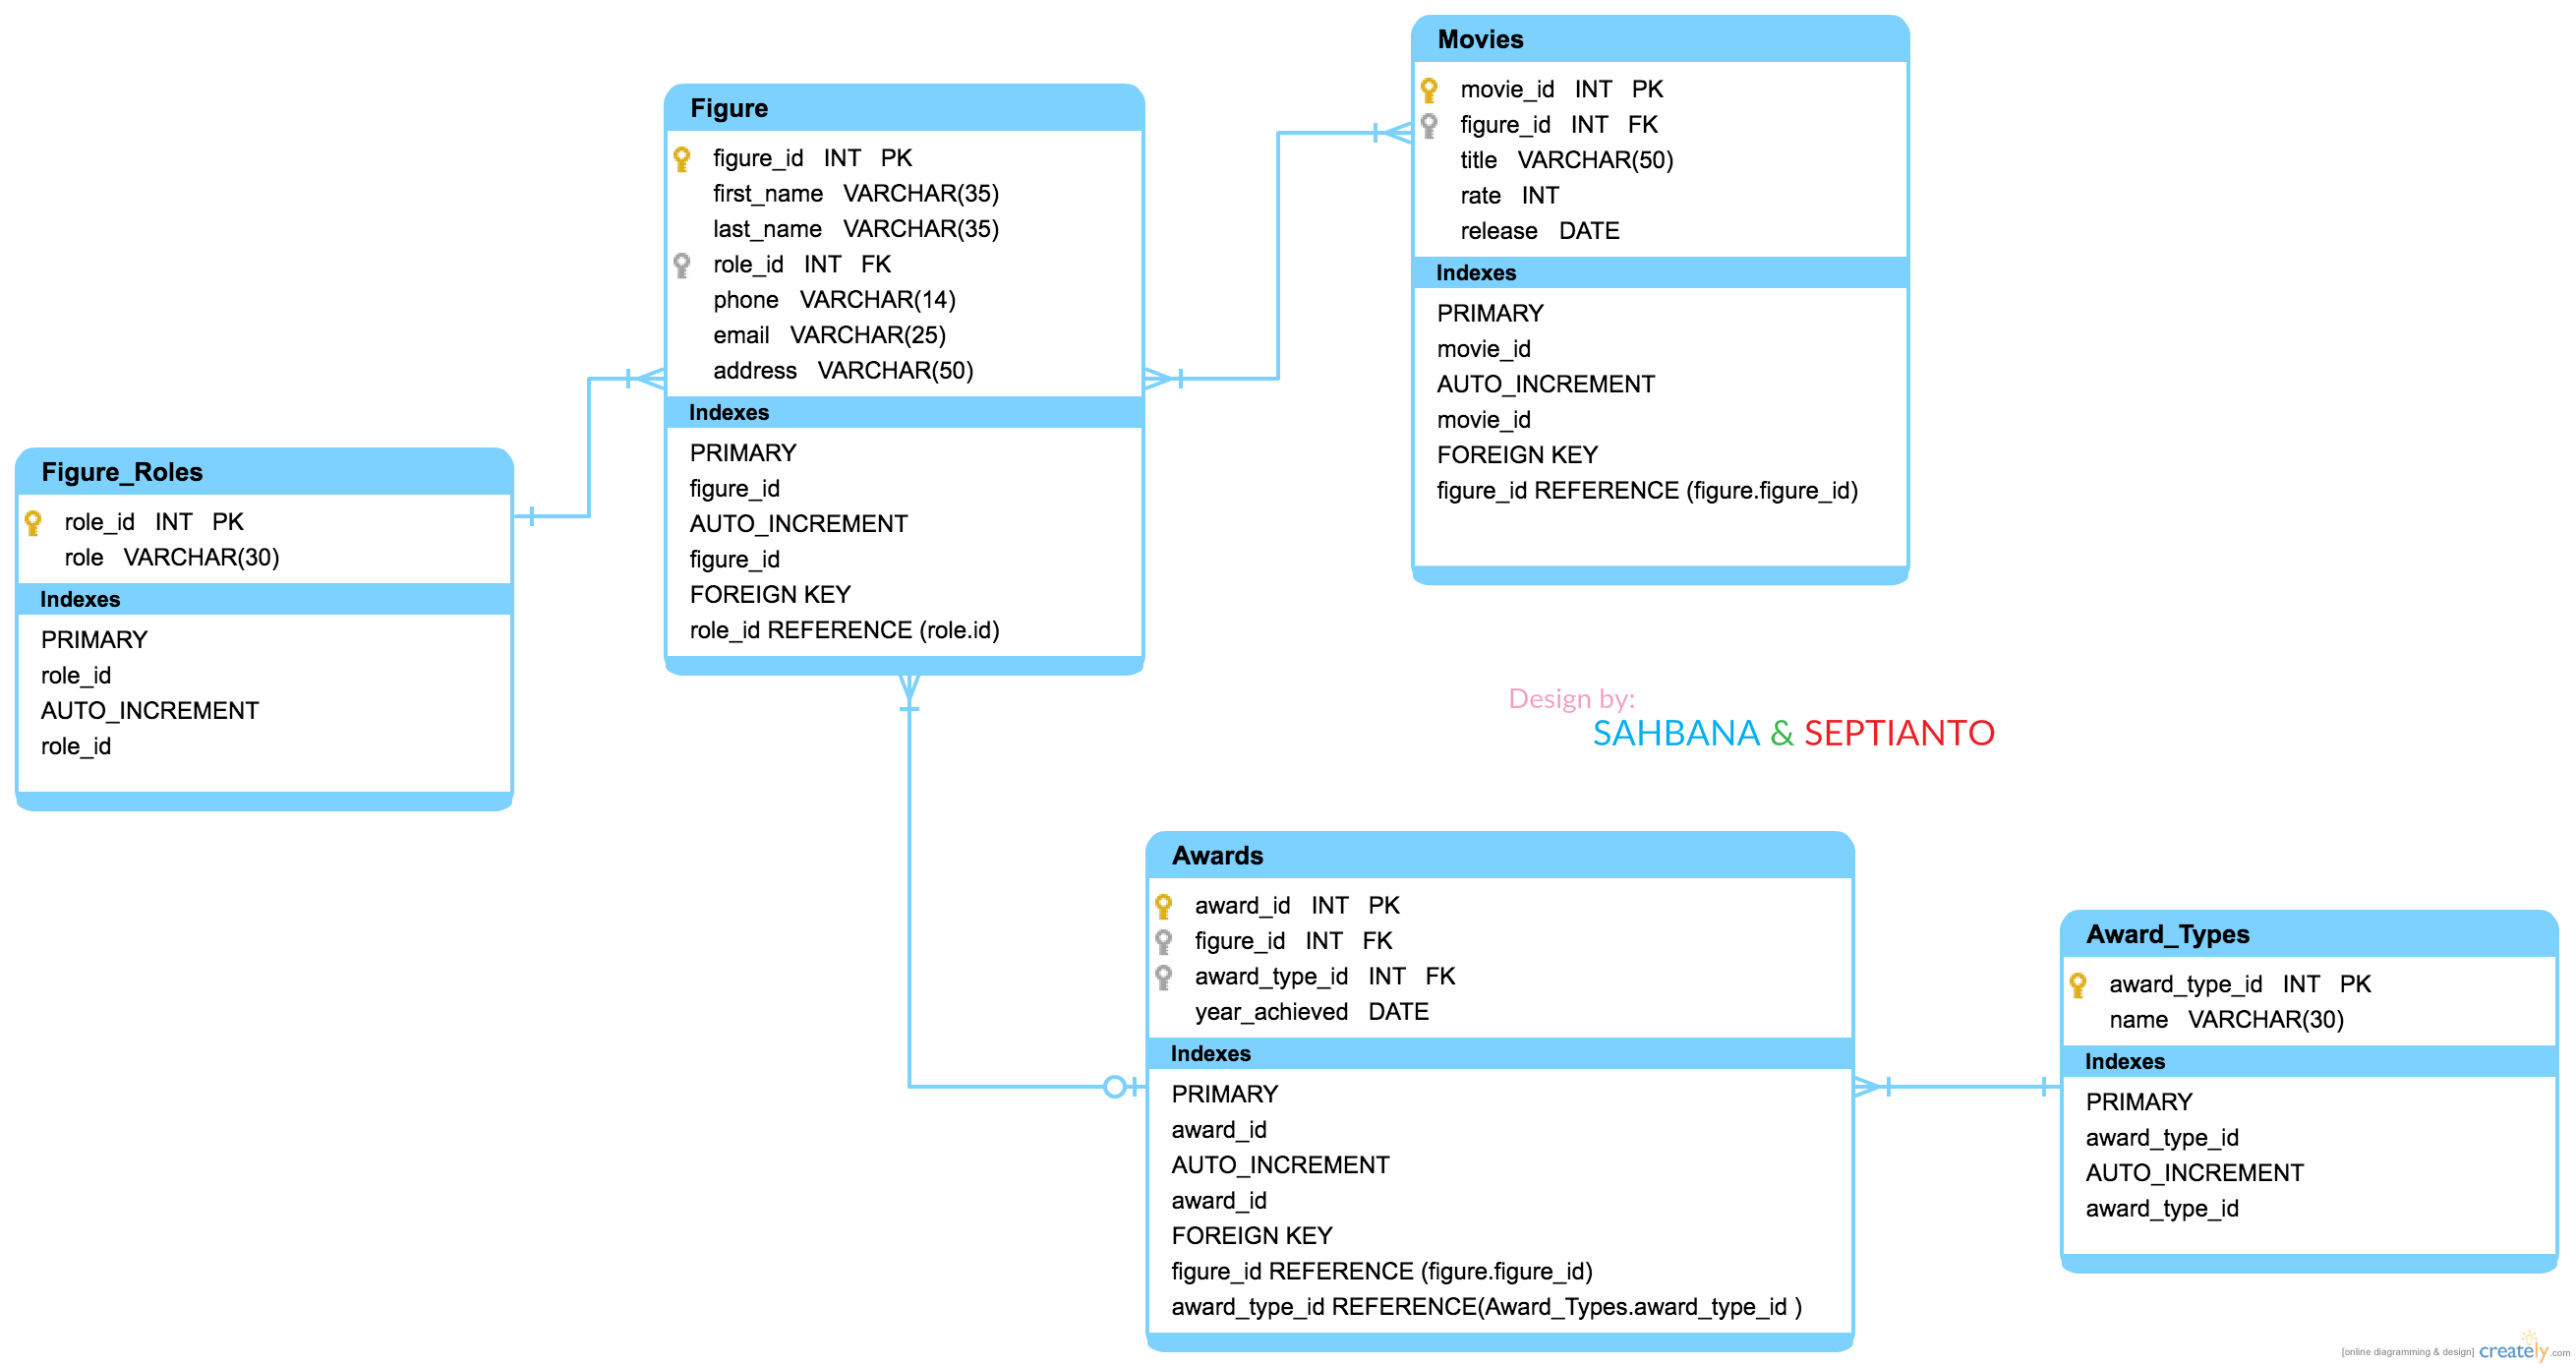 Movies
movie_id INT PK
figure_id INT FK
title VARCHAR(50)
rate INT
release DATE
Indexes
PRIMARY
movie_id
AUTO_INCREMENT
movie_id
FOREIGN KEY
figure_id REFERENCE (figure.figure_id)
Figure
figure_id INT PK
first_name VARCHAR(35)
last_name VARCHAR(35)
role_id INT FK
phone VARCHAR(14)
email VARCHAR(25)
address VARCHAR(50)
Indexes
PRIMARY
figure_id
AUTO_INCREMENT
figure_id
FOREIGN KEY
role_id REFERENCE (role.id)
Figure_Roles
role_id INT PK
role VARCHAR(30)
Indexes
PRIMARY
role_id
AUTO_INCREMENT
role_id
Design by:
SAHBANA & SEPTIANTO
Awards
award_id INT PK
figure_id INT FK
award_type_id INT FK
year_achieved DATE
Indexes
PRIMARY
award_id
AUTO_INCREMENT
award_id
FOREIGN KEY
figure_id REFERENCE (figure.figure_id)
award_type_id REFERENCE(Award_Types.award_type_id )
Award_Types
award_type_id INT PK
name VARCHAR(30)
Indexes
PRIMARY
award_type_id
AUTO_INCREMENT
award_type_id
[online diagramming & design] creately.com